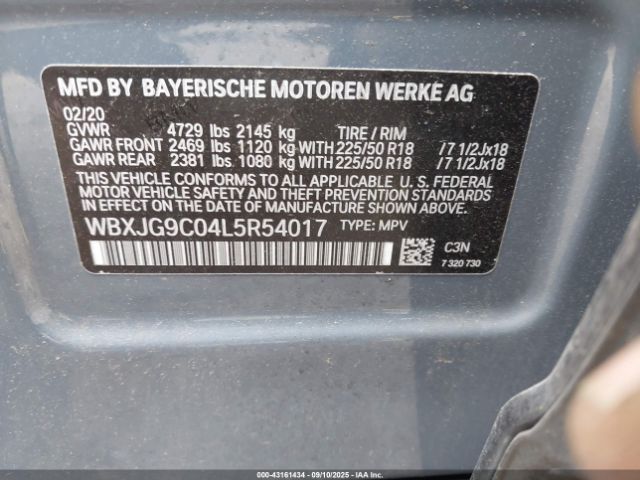 MFD BY BAYERISCHE MOTOREN WERKE AG
02/20
GVWR 4729 lbs 2145 kg TIRE / RIM
GAWR FRONT 2469 lbs 1120 kg WITH 225/50 R18 /7 1/2Jx18
GAWR REAR 2381 lbs 1080 kg WITH 225/50 R18 /7 1/2Jx18
THIS VEHICLE CONFORMS TO ALL APPLICABLE U. S. FEDERAL
MOTOR VEHICLE SAFETY AND THEFT PREVENTION STANDARDS
IN EFFECT ON THE DATE OF MANUFACTURE SHOWN ABOVE.
WBXJG9C04L5R54017 TYPE: MPV
C3N
7 320 730
000-43161434 - 09/10/2025 - IAAI.COM